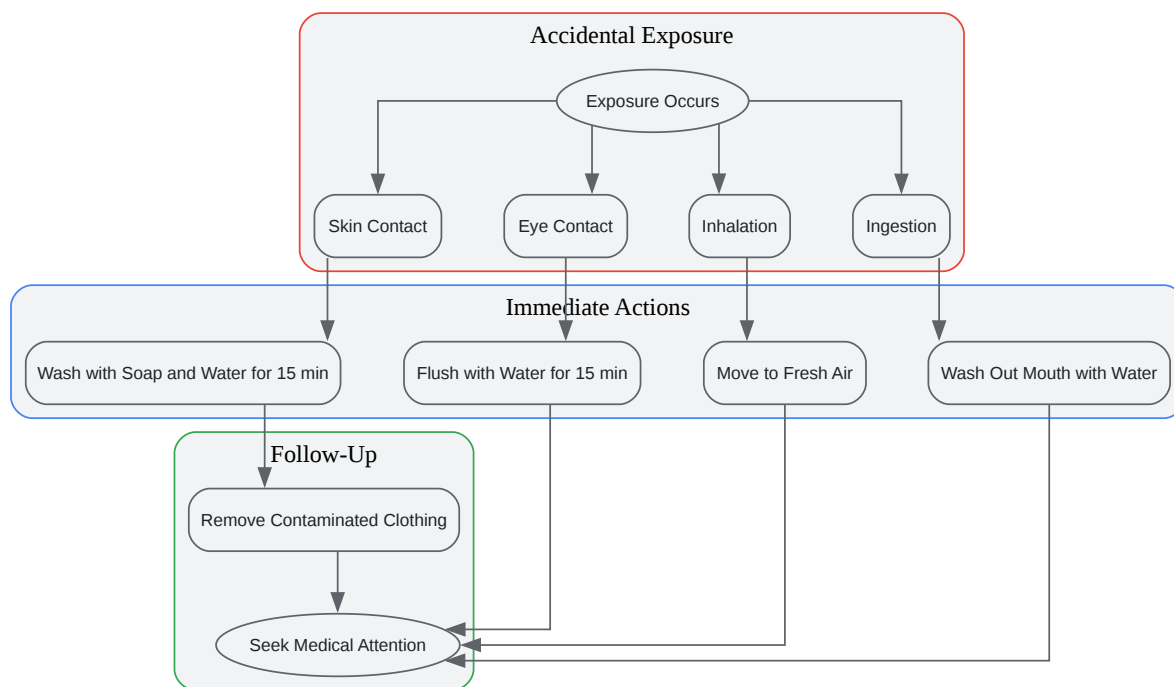 Accidental Exposure
Exposure Occurs
Skin Contact
Eye Contact
Inhalation
Ingestion
Immediate Actions
Wash with Soap and Water for 15 min
Flush with Water for 15 min
Move to Fresh Air
Wash Out Mouth with Water
Follow-Up
Remove Contaminated Clothing
Seek Medical Attention